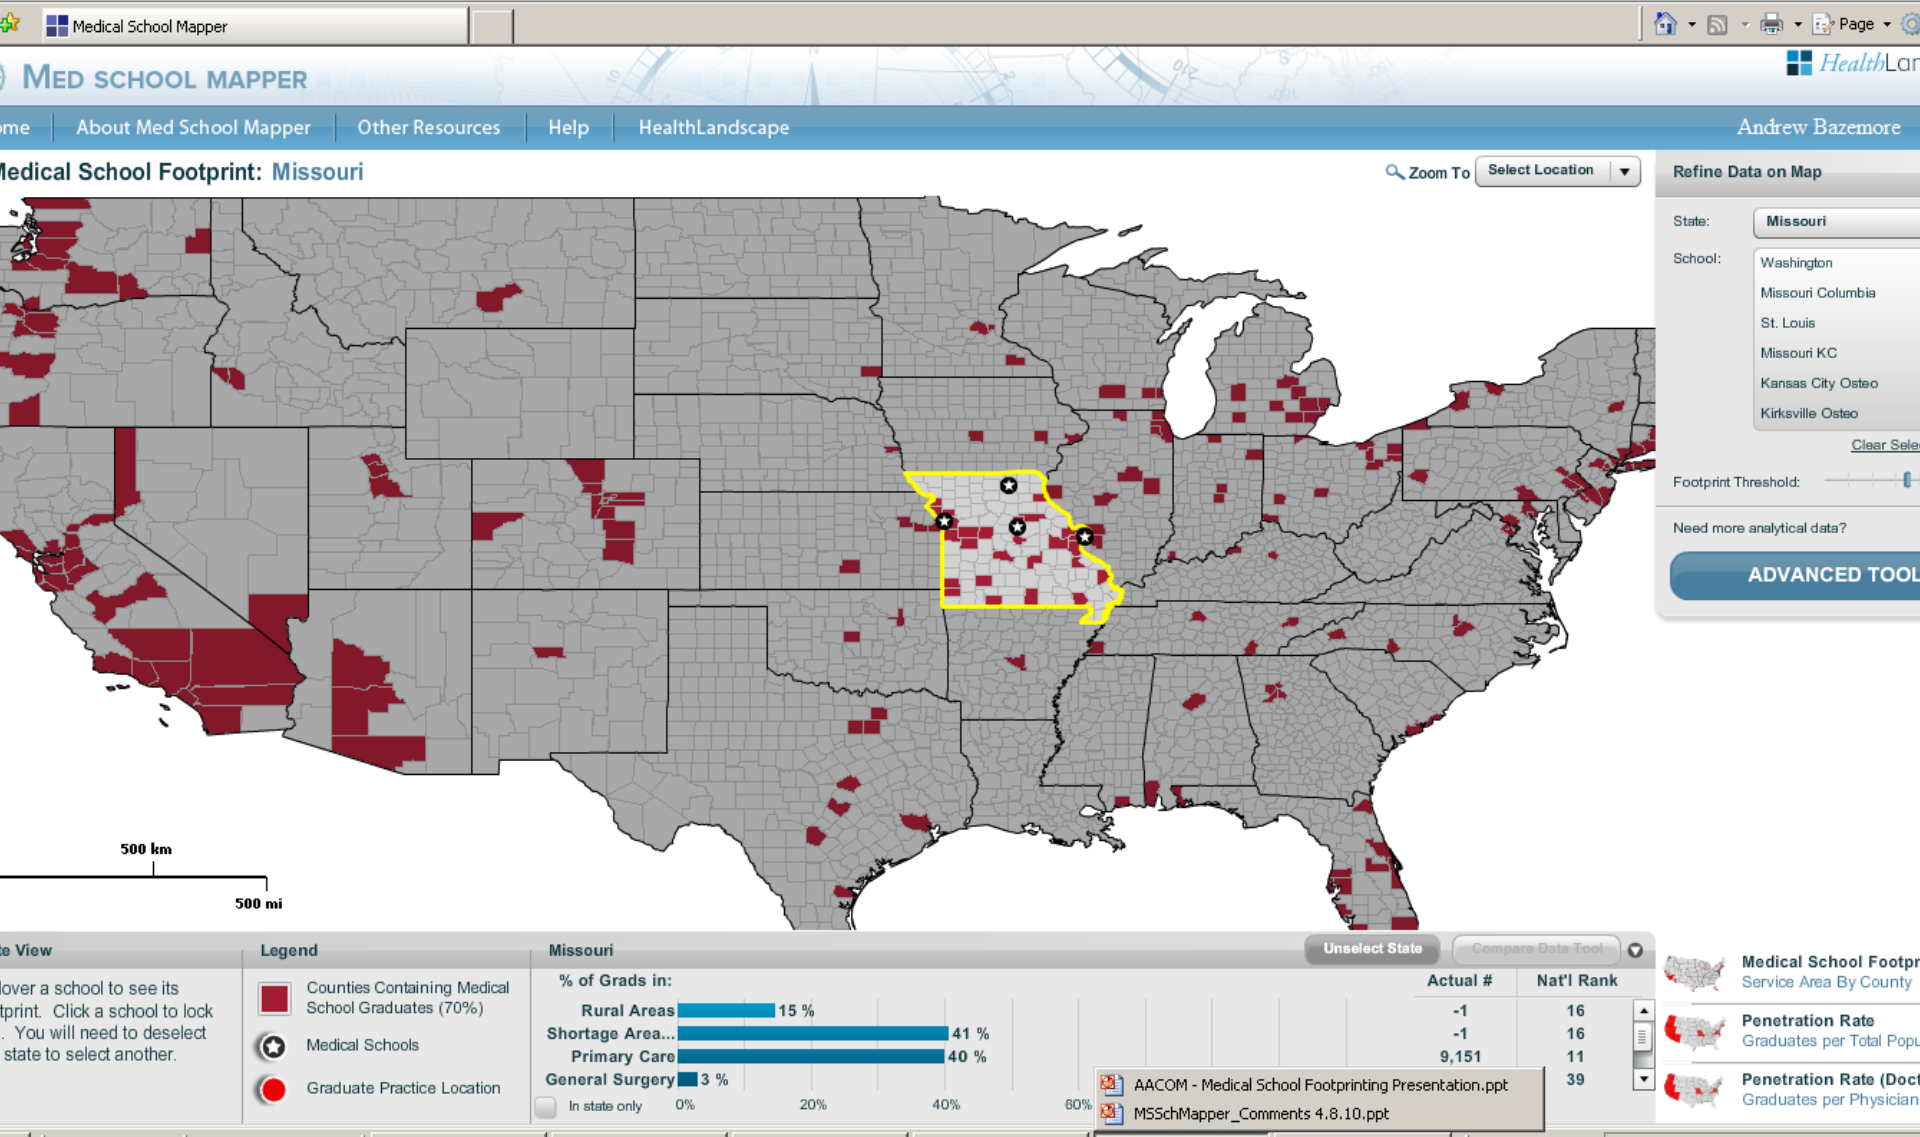 Medical School Mapper
Page
MED SCHOOL MAPPER
HealthLan
ome
About Med School Mapper
Other Resources
Help
HealthLandscape
Andrew Bazemore
Medical School Footprint: Missouri
Zoom To
Select Location
Refine Data on Map
State:
Missouri
School:
Washington
Missouri Columbia
St. Louis
Missouri KC
Kansas City Osteo
Kirksville Osteo
Clear Selec
Footprint Threshold:
Need more analytical data?
ADVANCED TOOL
500 km
500 mi
te View
Hover a school to see its
tprint. Click a school to lock
. You will need to deselect
state to select another.
Legend
Counties Containing Medical
School Graduates (70%)
Medical Schools
Graduate Practice Location
Missouri
Unselect State
Compare Data Tool
% of Grads in:
Actual #
Nat'l Rank
Rural Areas 15 % -1 16
Shortage Area... 41 % -1 16
Primary Care 40 % 9,151 11
General Surgery 3 % 39
In state only
0% 20% 40% 60%
AACOM - Medical School Footprinting Presentation.ppt
MSSchMapper_Comments 4.8.10.ppt
Medical School Footpr
Service Area By County
Penetration Rate
Graduates per Total Popu
Penetration Rate (Doct
Graduates per Physician